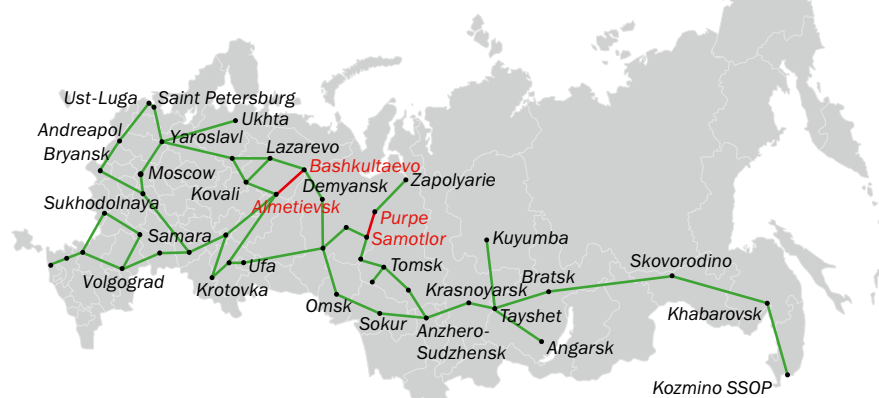 Ust-Luga
Saint Petersburg
Ukhta
Andreapol
Yaroslavl
Bryansk
Lazarevo
Moscow
Bashkultaevo
Kovali
Demyansk
Zapolyarie
Sukhodolnaya
Almetievsk
Purpe
Samara
Samotlor
Kuyumba
Volgograd
Ufa
Tomsk
Skovorodino
Krotovka
Krasnoyarsk
Bratsk
Omsk
Sokur
Anzhero-
Sudzhensk
Tayshet
Khabarovsk
Angarsk
Kozmino SSOP